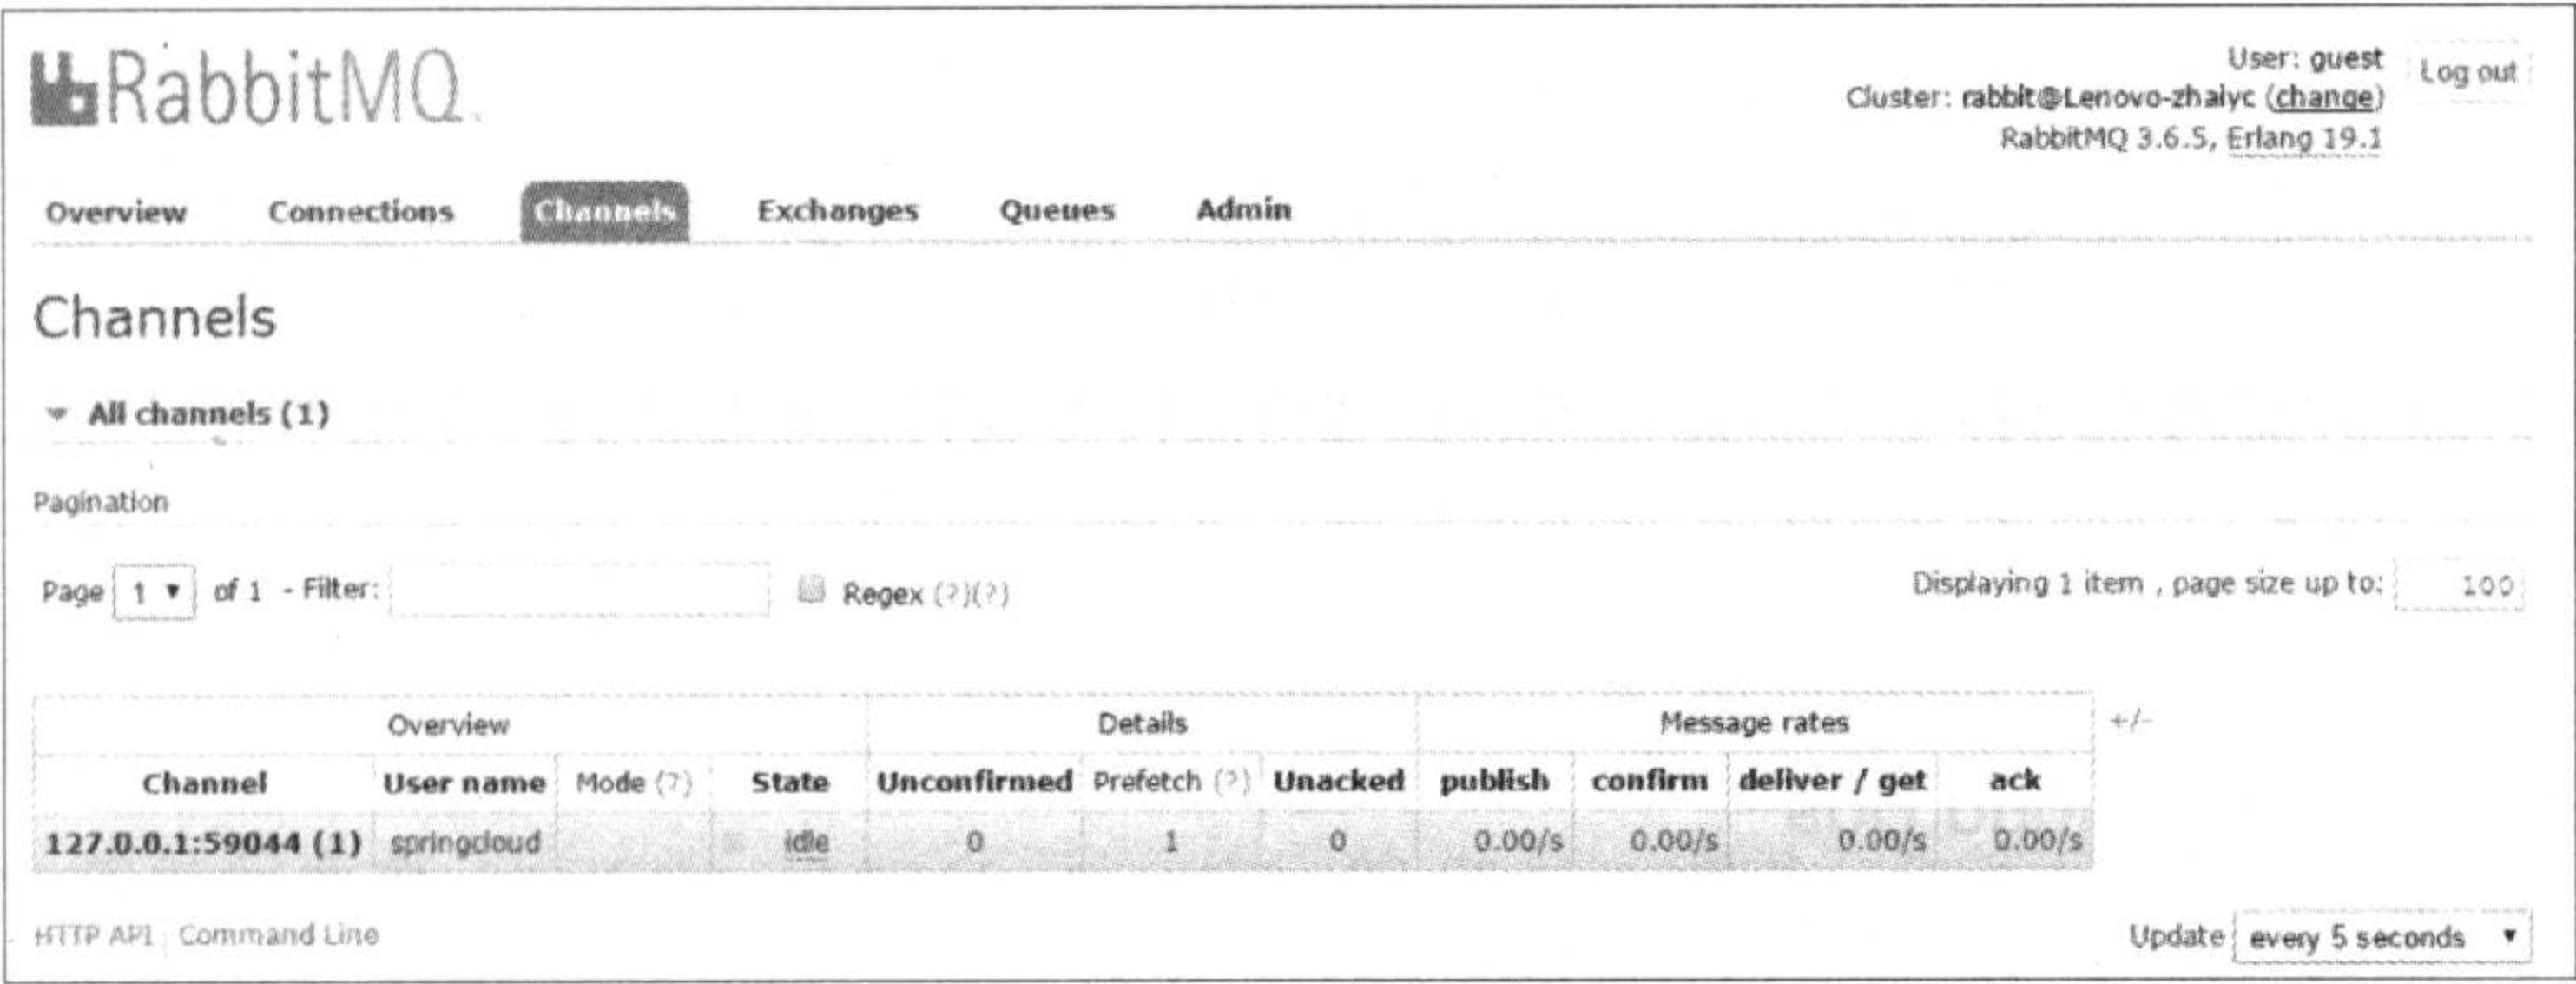 RabbitMQ
User: guest
Log out
Cluster: rabbit@Lenovo-zhaiyc (change)
RabbitMQ 3.6.5, Erlang 19.1
Overview Connections Channels Exchanges Queues Admin
Channels
All channels (1)
Pagination
Page 1 of 1 - Filter: Regex (?)(?) Displaying 1 item , page size up to: 100
Overview Details Message rates +/-
Channel User name Mode (?) State Unconfirmed Prefetch (?) Unacked publish confirm deliver / get ack
127.0.0.1:59044 (1) springcloud idle 0 1 0 0.00/s 0.00/s 0.00/s 0.00/s
HTTP API Command Line Update every 5 seconds